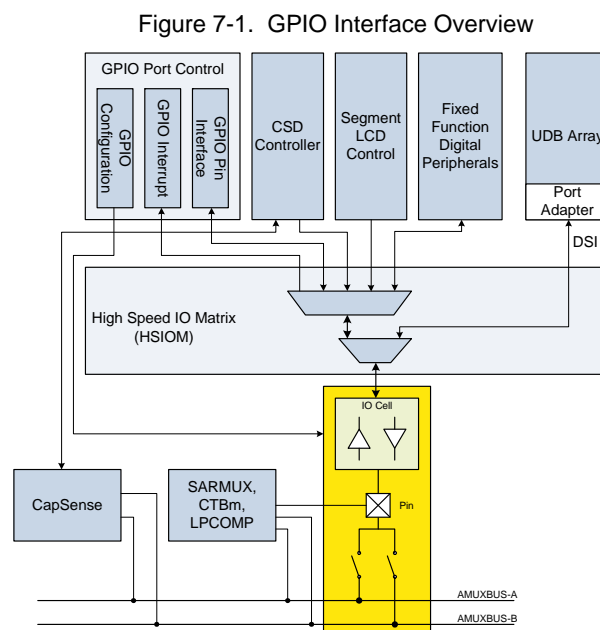 Figure 7-1. GPIO Interface Overview
GPIO Port Control
GPIO
Configuration
GPIO Interrupt
GPIO Pin
Interface
CSD
Controller
Segment
LCD
Control
Fixed
Function
Digital
Peripherals
UDB Array
Port
Adapter
DSI
High Speed IO Matrix
(HSIOM)
IO Cell
CapSense
SARMUX,
CTBm,
LPCOMP
Pin
AMUXBUS-A
AMUXBUS-B